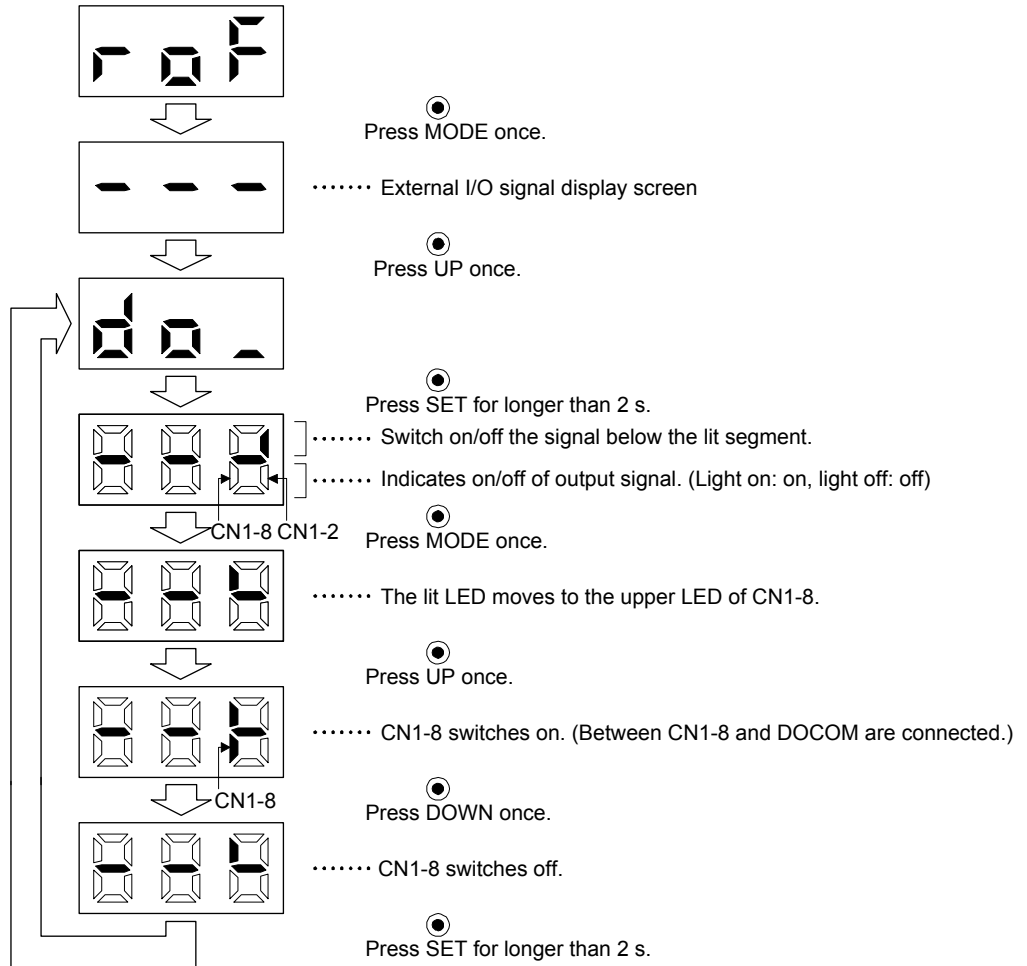 roF
Press MODE once.
- - -
External I/O signal display screen
Press UP once.
do_
Press SET for longer than 2 s.
Switch on/off the signal below the lit segment.
Indicates on/off of output signal. (Light on: on, light off: off)
CN1-8 CN1-2
Press MODE once.
The lit LED moves to the upper LED of CN1-8.
Press UP once.
CN1-8 switches on. (Between CN1-8 and DOCOM are connected.)
CN1-8
Press DOWN once.
CN1-8 switches off.
Press SET for longer than 2 s.